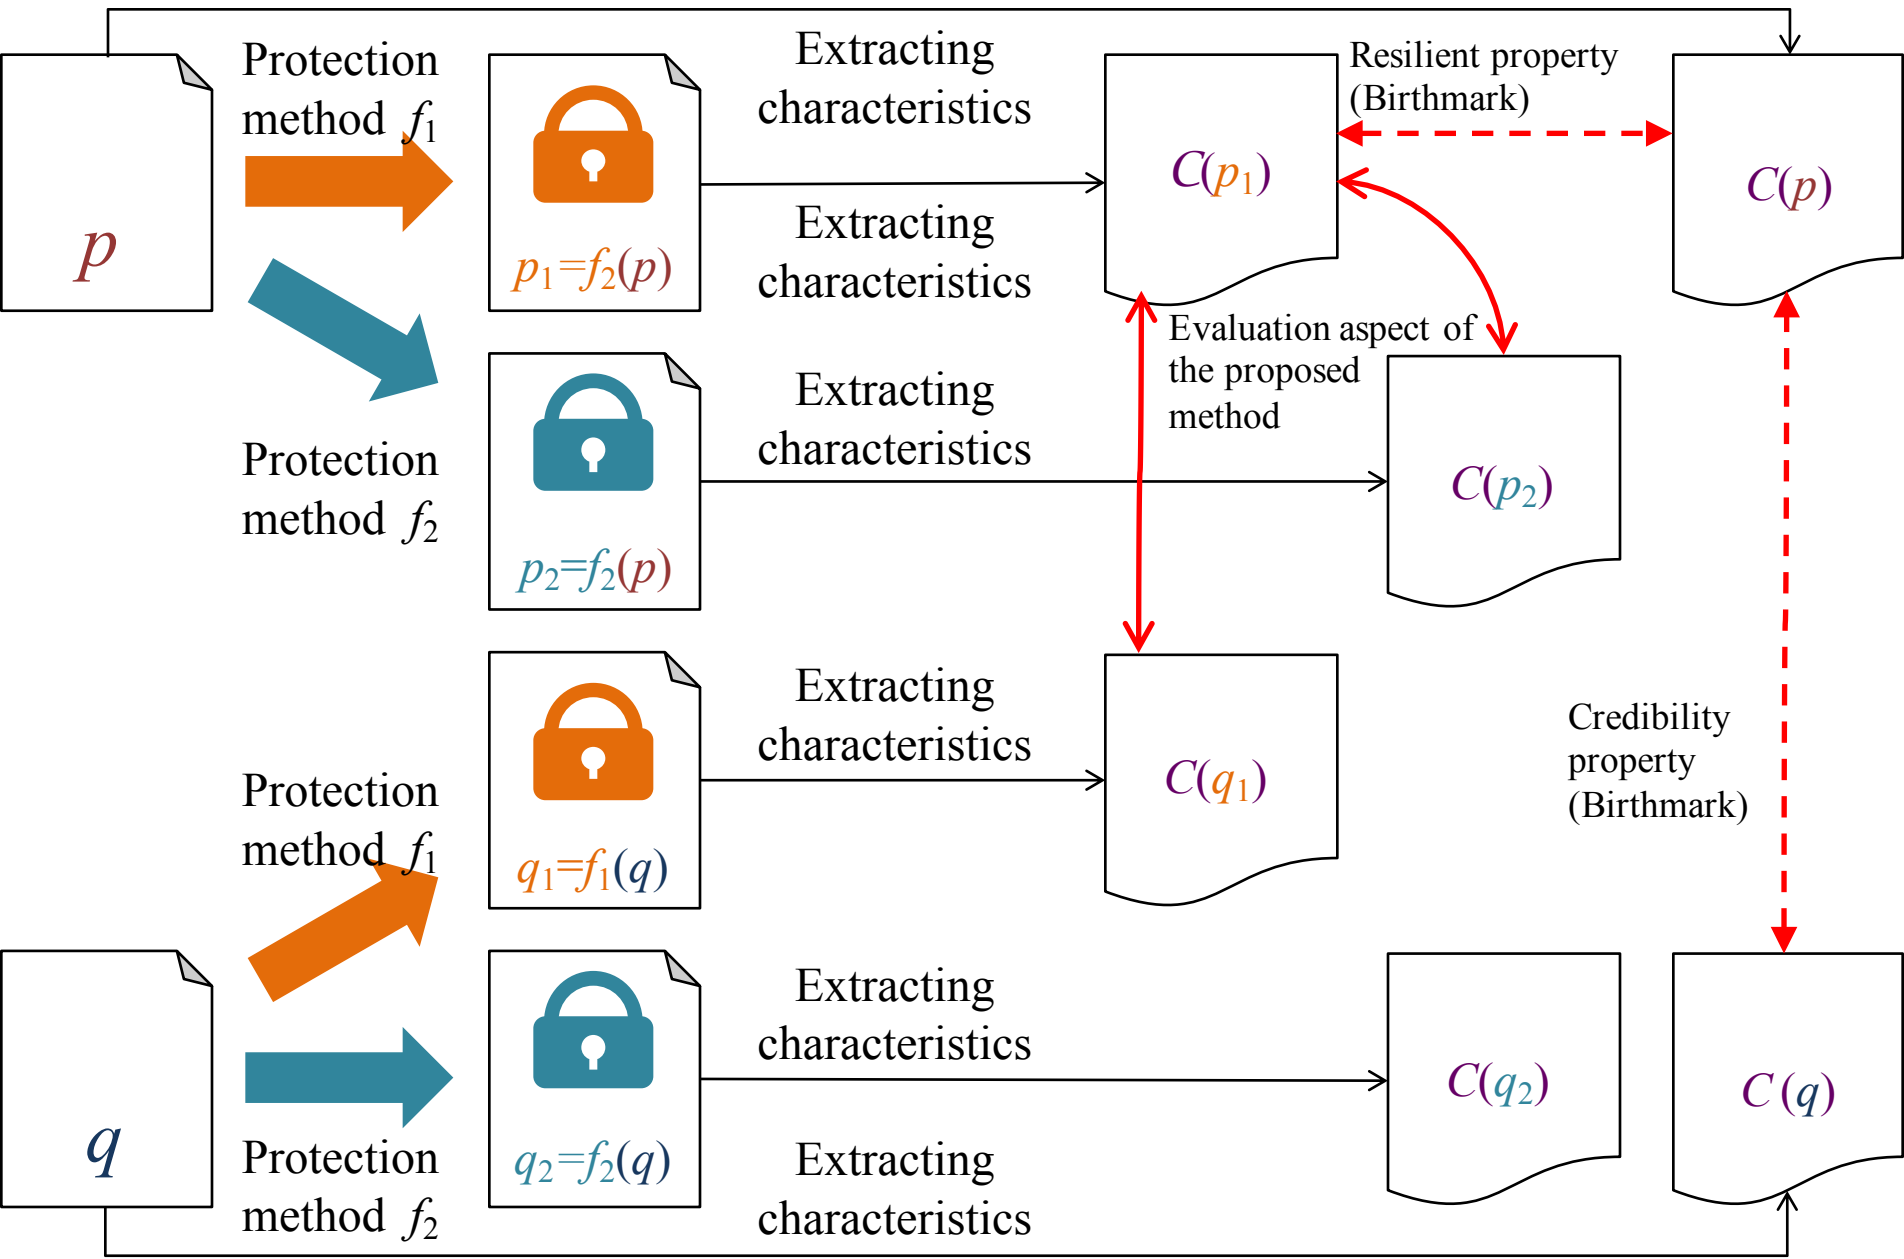 Protection
method f1
p
p1=f2(p)
Extracting
characteristics
Extracting
characteristics
C(p1)
Resilient property
(Birthmark)
C(p)
Protection
method f2
p2=f2(p)
Extracting
characteristics
Evaluation aspect of
the proposed
method
C(p2)
Protection
method f1
q1=f1(q)
Extracting
characteristics
C(q1)
Credibility
property
(Birthmark)
q
Protection
method f2
q2=f2(q)
Extracting
characteristics
Extracting
characteristics
C(q2)
C (q)